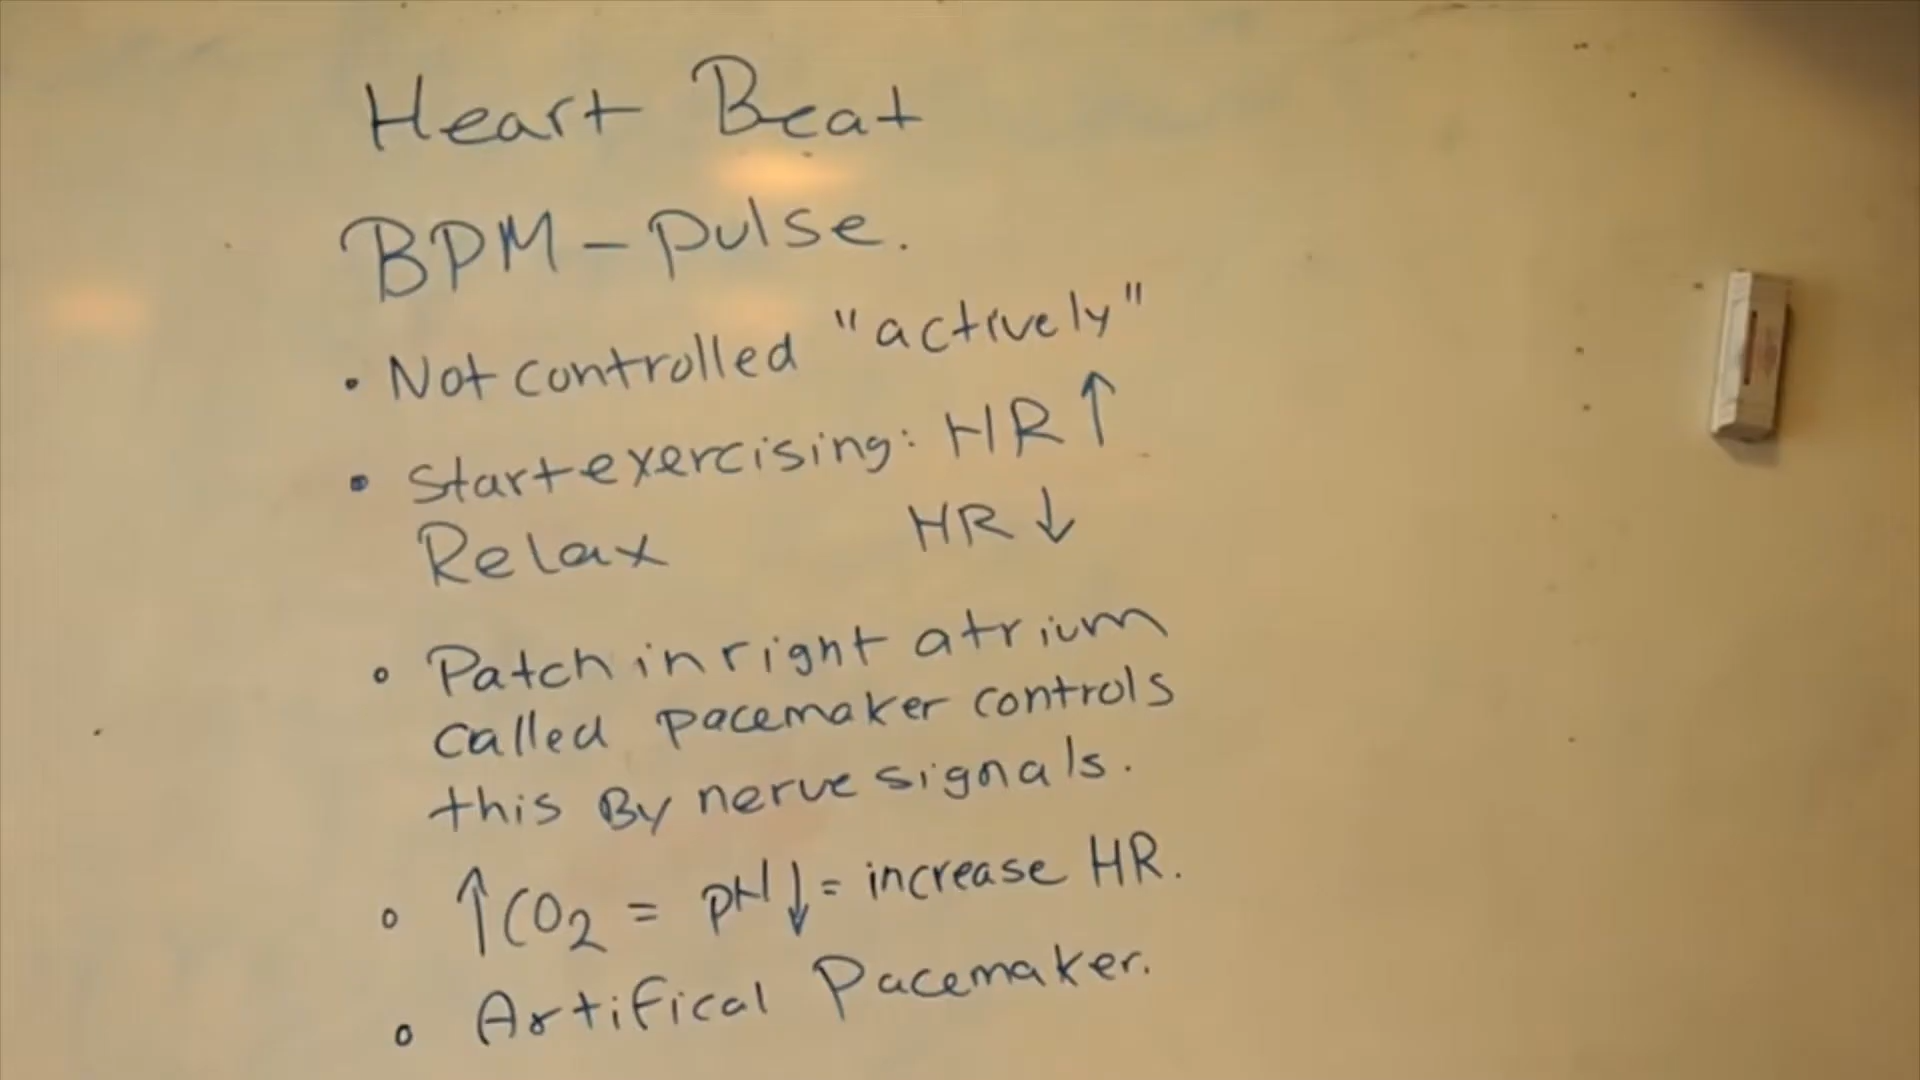 Heart Beat
BPM - pulse.
• Not controlled "actively"
• Start exercising: HR ↑
Relax HR ↓
• Patch in right atrium
called pacemaker controls
this By nerve signals.
• ↑ CO2 = pH ↓ = increase HR.
• Artifical Pacemaker.